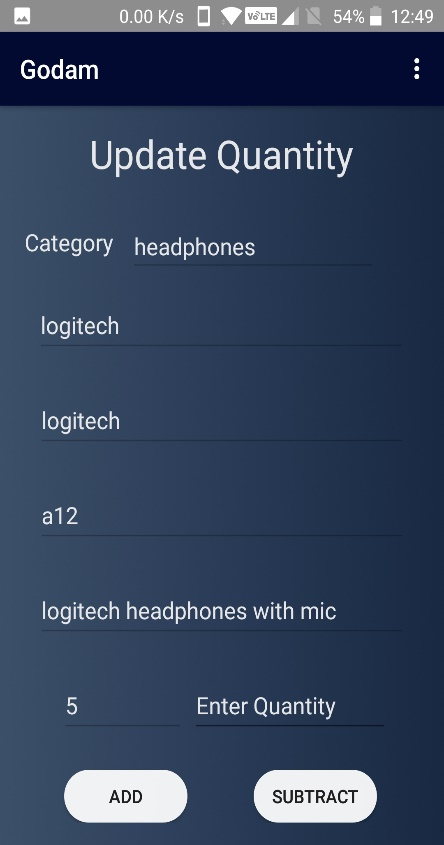 0.00 K/s VoLTE 54% 12:49
Godam
Update Quantity
Category headphones
logitech
logitech
a12
logitech headphones with mic
5 Enter Quantity
ADD SUBTRACT